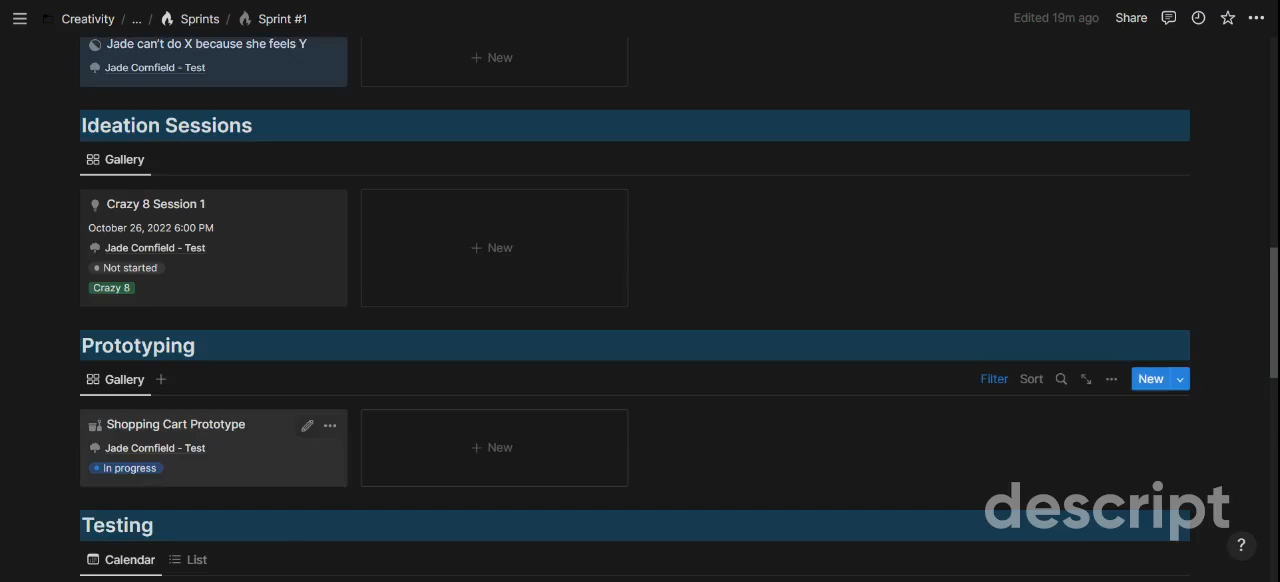 Creativity / ... / Sprints / Sprint #1
Edited 19m ago Share
Jade can't do X because she feels Y
Jade Cornfield - Test
+ New
Ideation Sessions
Gallery
Crazy 8 Session 1
October 26, 2022 6:00 PM
Jade Cornfield - Test
Not started
Crazy 8
+ New
Prototyping
Gallery +
Filter Sort New
Shopping Cart Prototype
Jade Cornfield - Test
In progress
+ New
Testing
Calendar List
descript
?